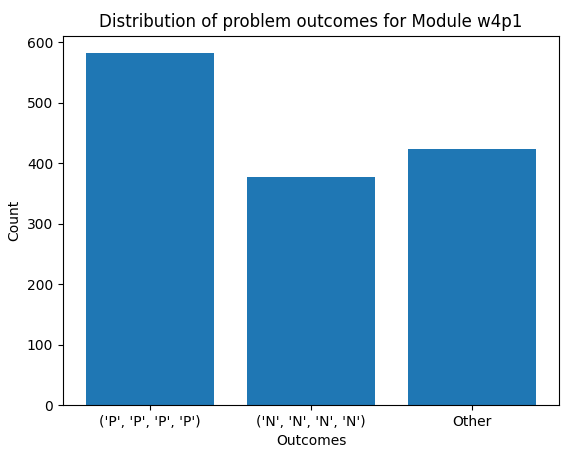 Distribution of problem outcomes for Module w4p1
600
500
400
300
200
100
0
Count
('P', 'P', 'P', 'P')
('N', 'N', 'N', 'N')
Other
Outcomes